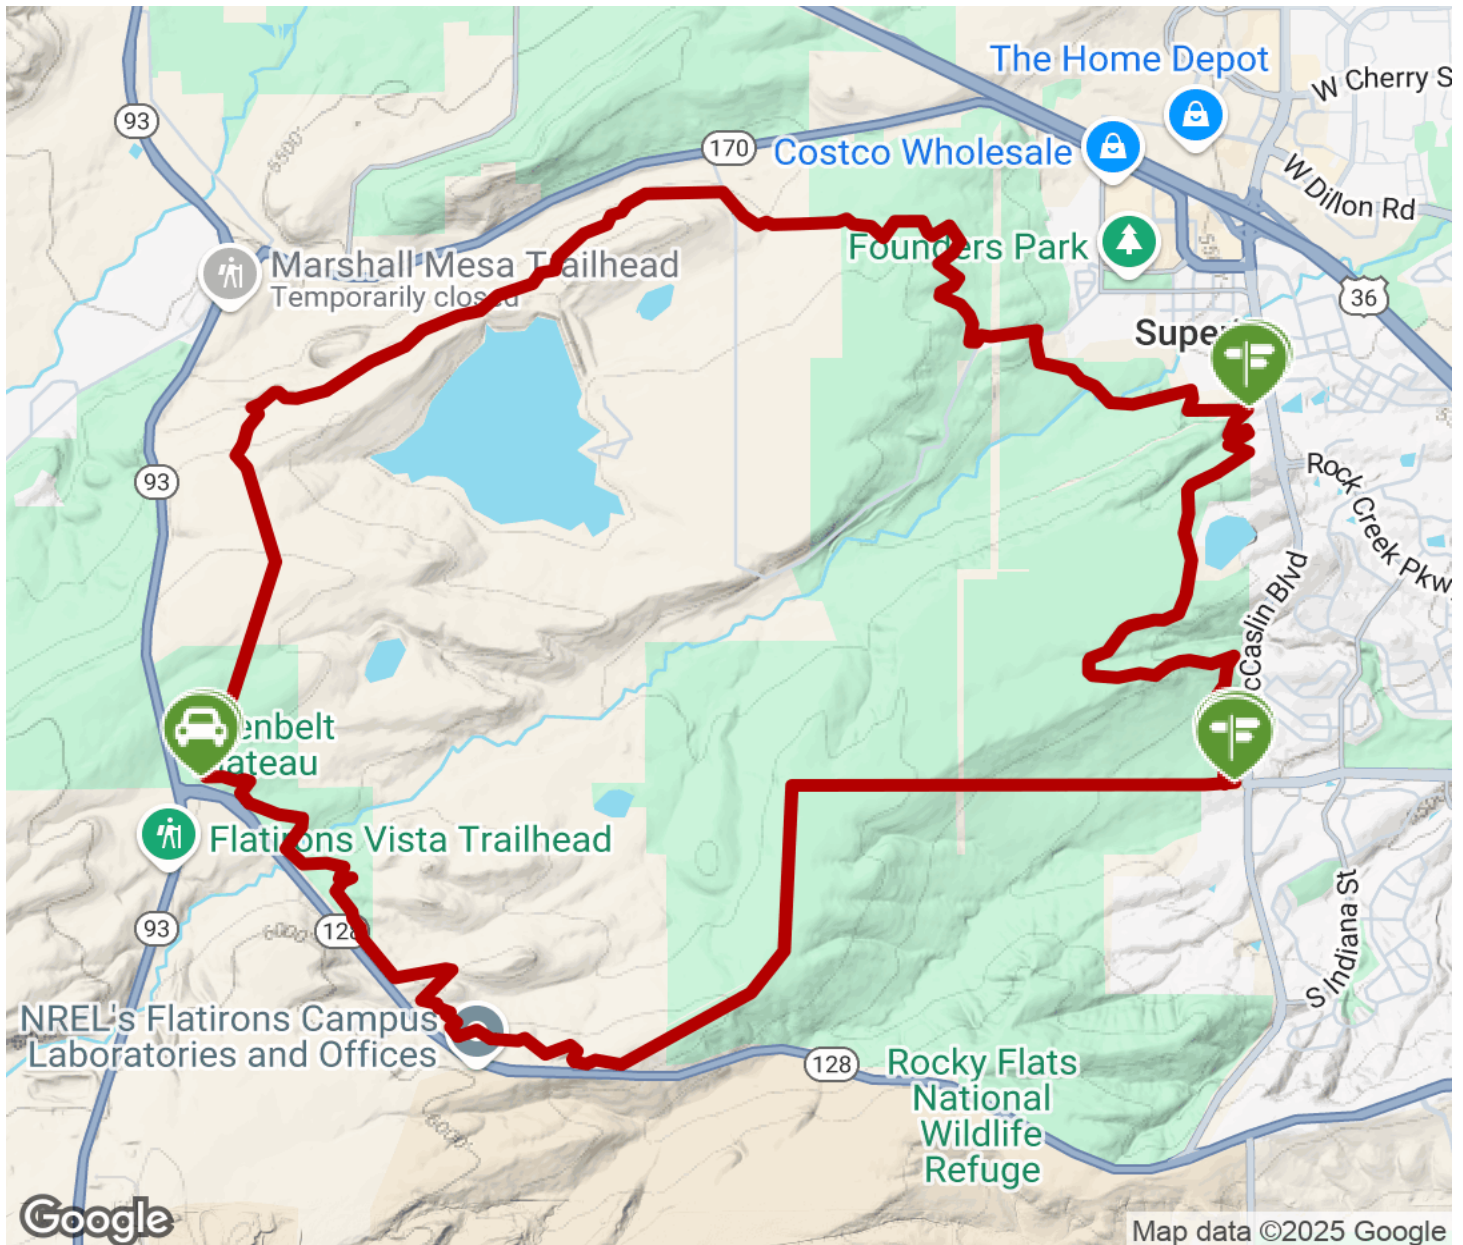 The Home Depot
W Cherry S
93
5500'
170
Costco Wholesale
W Dillon Rd
Founders Park
Marshall Mesa Trailhead
Temporarily closed
36
93
Rock Creek Pkwy
cCaslin Blvd
enbelt
ateau
Flatirons Vista Trailhead
93
6000
128
S Indiana St
NREL's Flatirons Campus
Laboratories and Offices
128
Rocky Flats
National
Wildlife
Refuge
6000
Google
Map data ©2025 Google